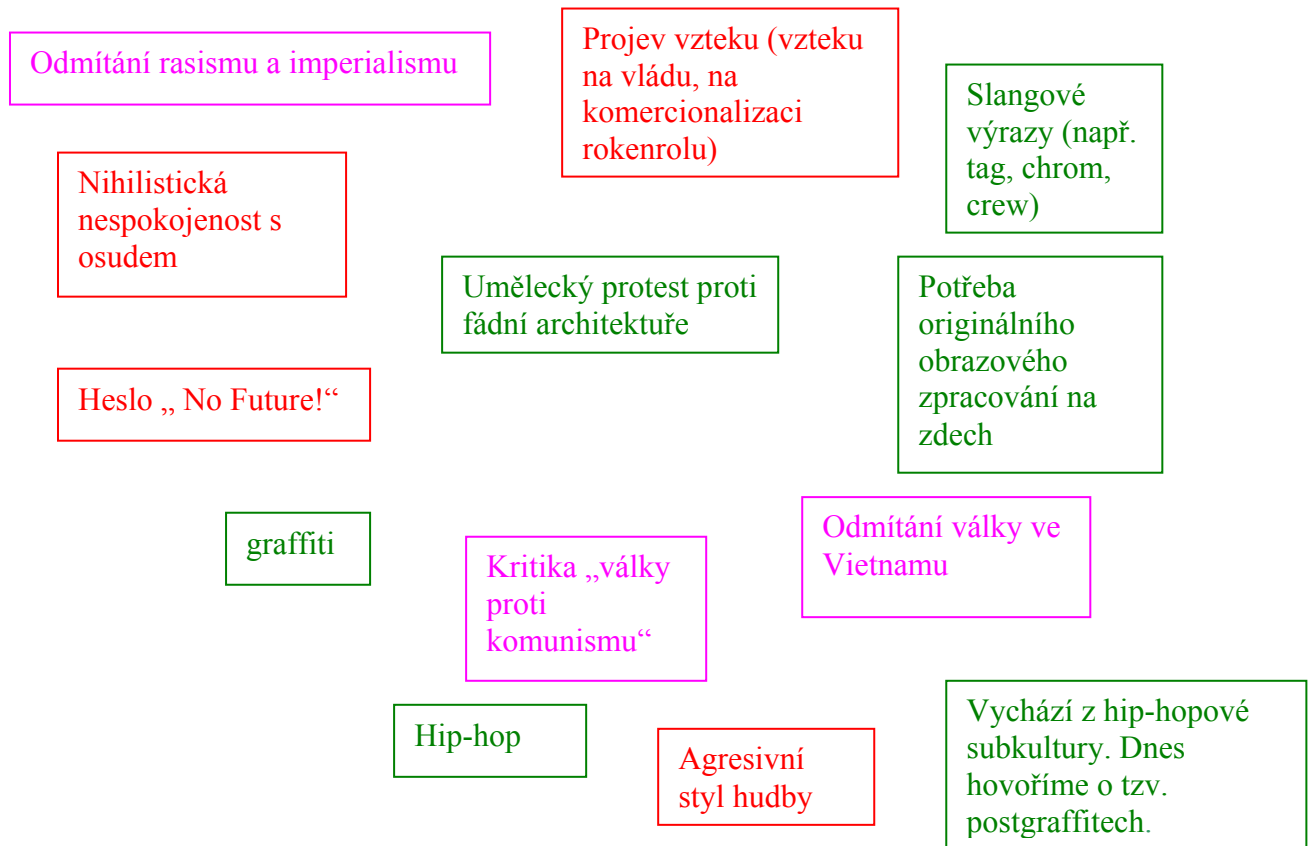 Odmítání rasismu a imperialismu
Projev vzteku (vzteku
na vládu, na
komercionalizaci
rokenrolu)
Slangové
výrazy (např.
tag, chrom,
crew)
Nihilistická
nespokojenost s
osudem
Umělecký protest proti
fádní architektuře
Potřeba
originálního
obrazového
zpracování na
zdech
Heslo „ No Future!“
graffiti
Kritika „války
proti
komunismu“
Odmítání války ve
Vietnamu
Hip-hop
Agresivní
styl hudby
Vychází z hip-hopové
subkultury. Dnes
hovoříme o tzv.
postgraffitech.